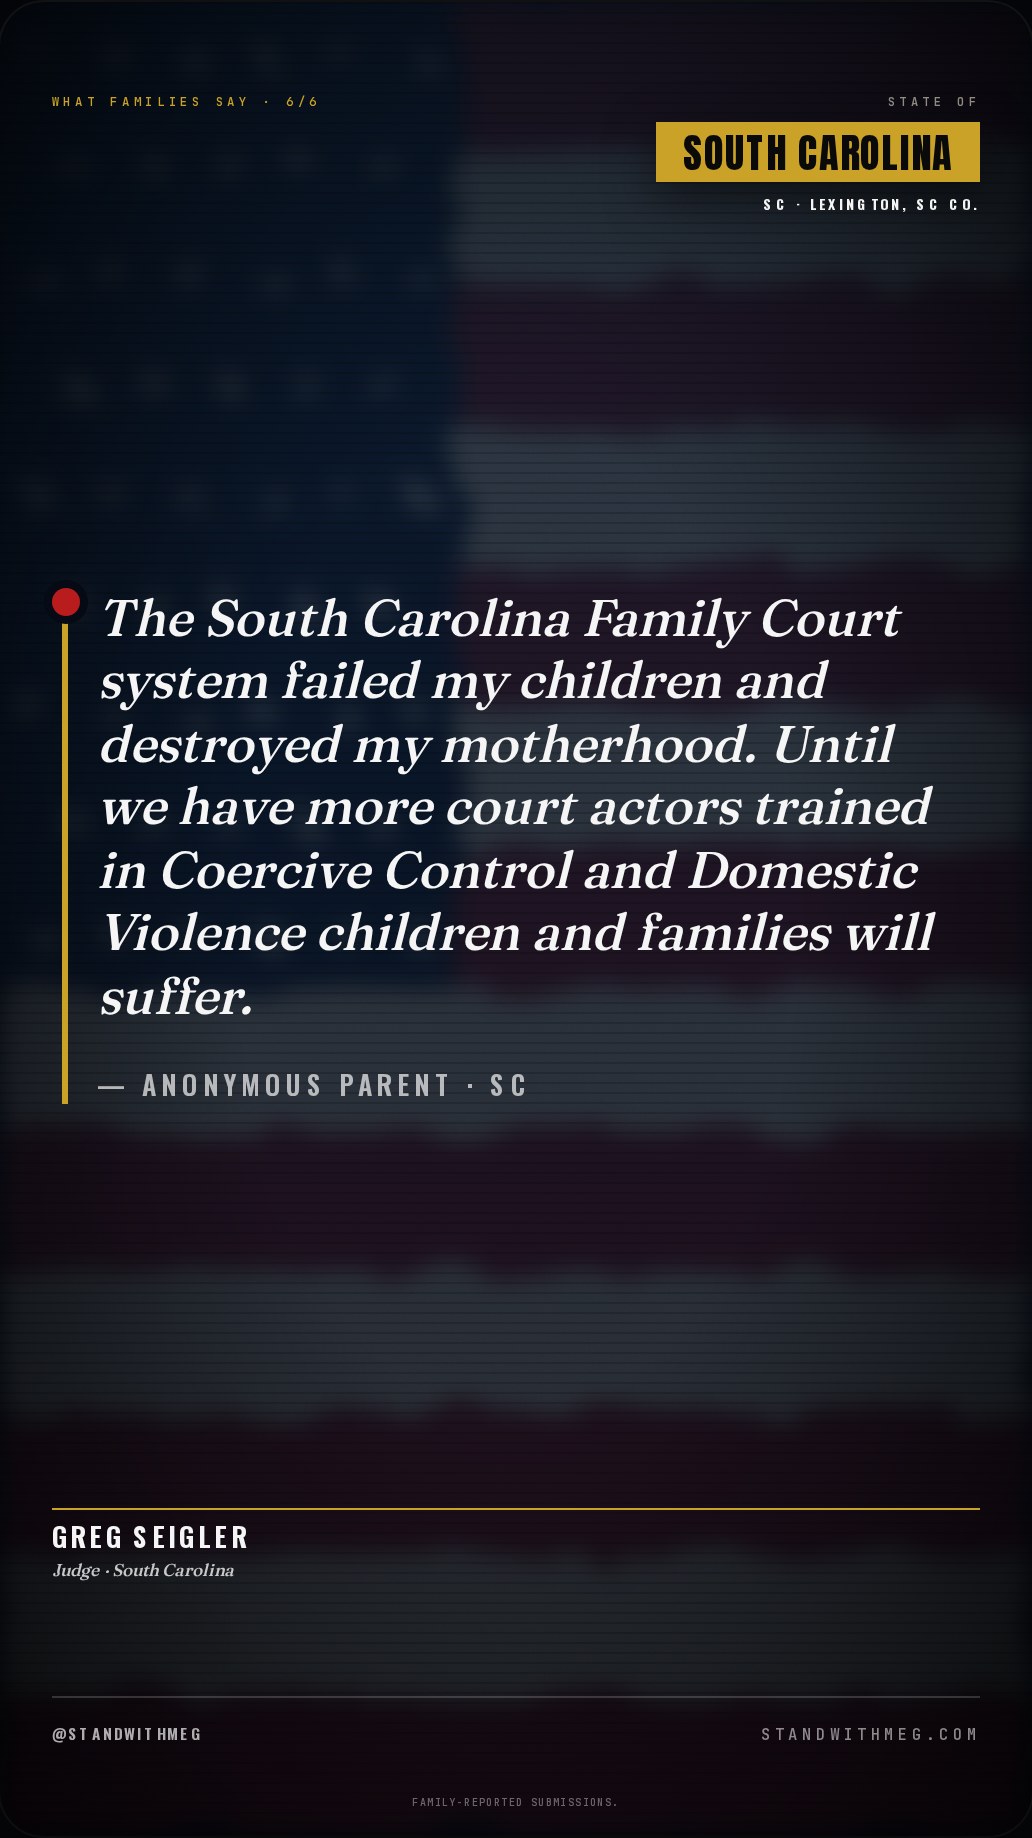 WHAT FAMILIES SAY · 6/6
STATE OF
SOUTH CAROLINA
SC · LEXINGTON, SC CO.
The South Carolina Family Court
system failed my children and
destroyed my motherhood. Until
we have more court actors trained
in Coercive Control and Domestic
Violence children and families will
suffer.
— ANONYMOUS PARENT · SC
GREG SEIGLER
Judge · South Carolina
@STANDWITHMEG
STANDWITHMEG.COM
FAMILY-REPORTED SUBMISSIONS.